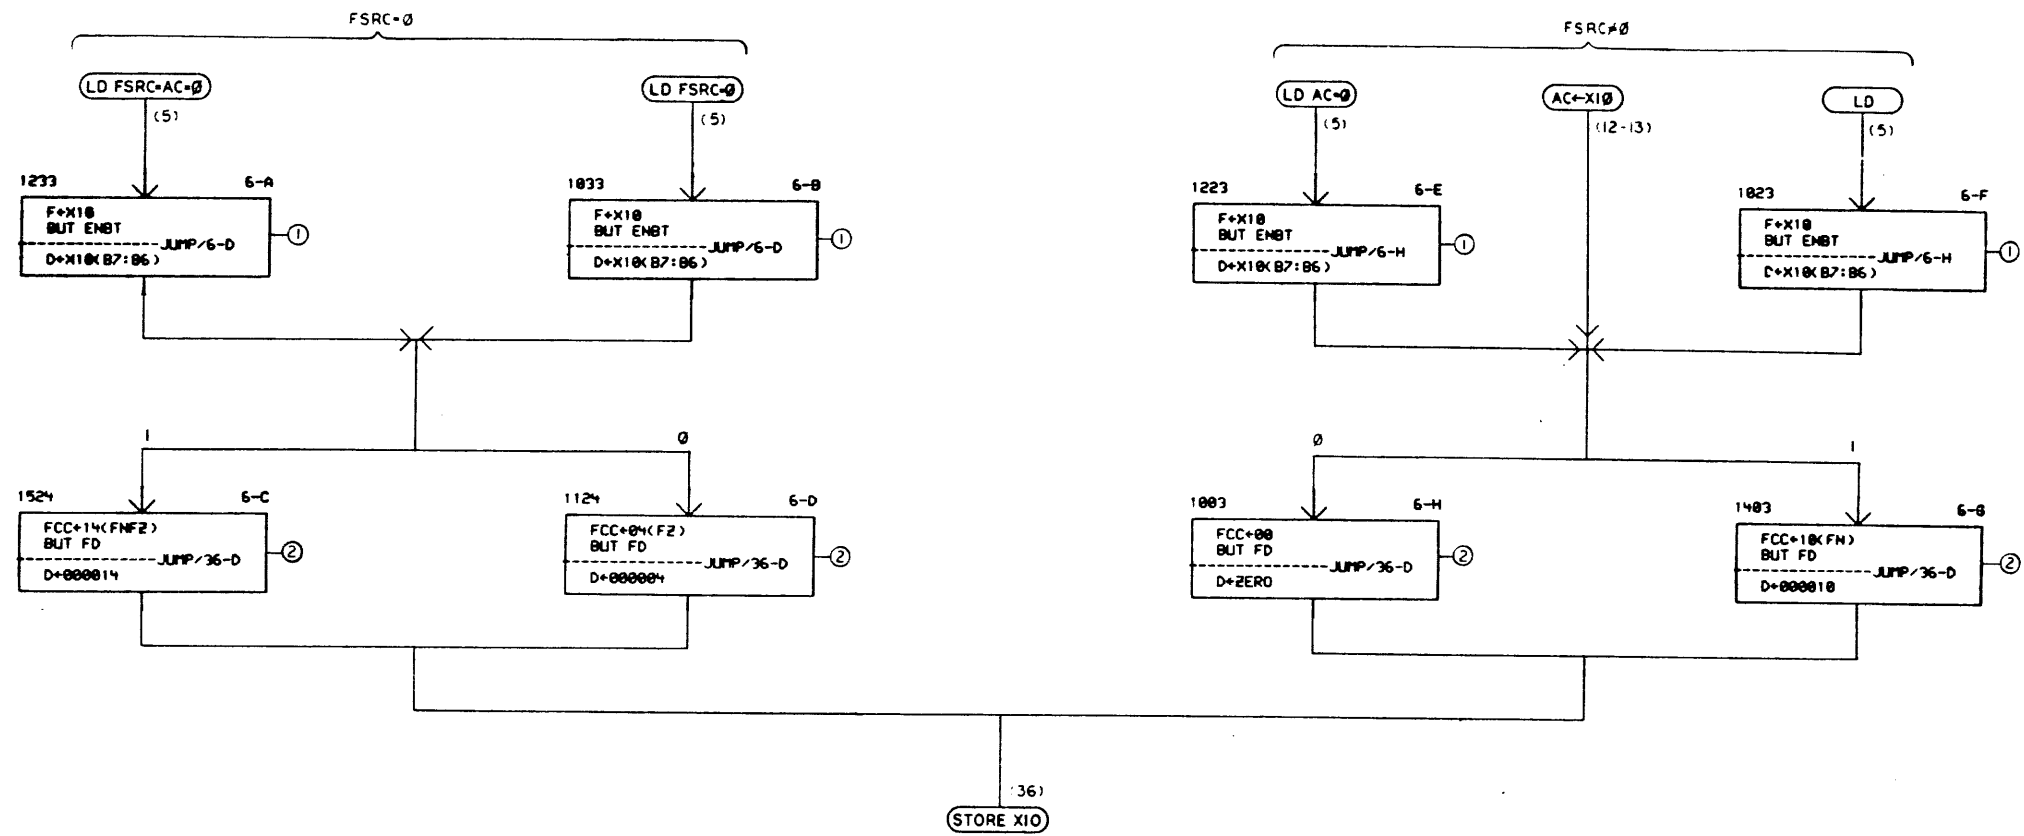 FSRC=Ø
FSRC≠Ø
LD FSRC=AC=Ø
(5)
LD FSRC=Ø
(5)
LD AC=Ø
(5)
AC←X1Ø
(12-13)
LD
(5)
1233 6-A
F←X10
BUT ENBT
JUMP/6-D
D←X10(B7:B6)
1
1033 6-B
F←X10
BUT ENBT
JUMP/6-D
D←X10(B7:B6)
1
1223 6-E
F←X10
BUT ENBT
JUMP/6-H
D←X10(B7:B6)
1
1023 6-F
F←X10
BUT ENBT
JUMP/6-H
D←X10(B7:B6)
1
1
Ø
Ø
1
1524 6-C
FCC←14(FNFZ)
BUT FD
JUMP/36-D
D←000014
2
1124 6-D
FCC←04(FZ)
BUT FD
JUMP/36-D
D←000004
2
1003 6-H
FCC←00
BUT FD
JUMP/36-D
D←ZERO
2
1403 6-G
FCC←10(FN)
BUT FD
JUMP/36-D
D←000010
2
(36)
STORE X10